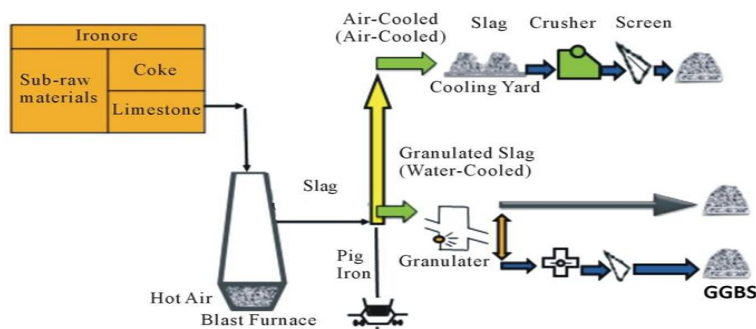 Ironore
Sub-raw
materials
Coke
Limestone
Air-Cooled
(Air-Cooled)
Slag
Crusher
Screen
Cooling Yard
Slag
Granulated Slag
(Water-Cooled)
Granulater
Pig
Iron
Hot Air
Blast Furnace
GGBS